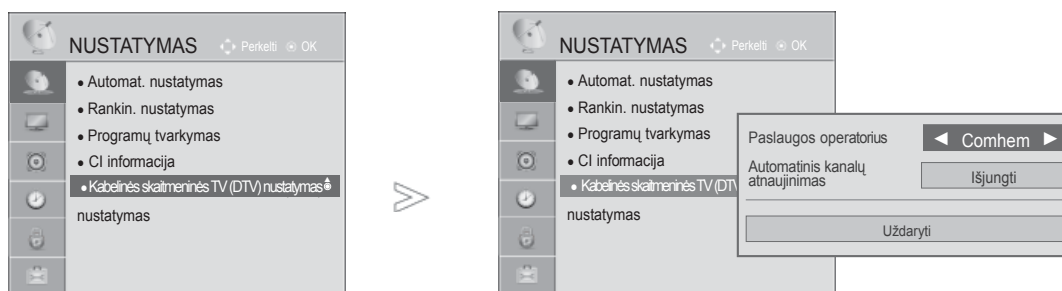 NUSTATYMAS Perkelti OK
• Automat. nustatymas
• Rankin. nustatymas
• Programų tvarkymas
• CI informacija
• Kabelinės skaitmeninės TV (DTV) nustatymas
nustatymas
NUSTATYMAS Perkelti OK
• Automat. nustatymas
• Rankin. nustatymas
• Programų tvarkymas
• CI informacija
• Kabelinės skaitmeninės TV (DTV
nustatymas
Paslaugos operatorius ◄ Comhem ►
Automatinis kanalų
atnaujinimas
Išjungti
Uždaryti